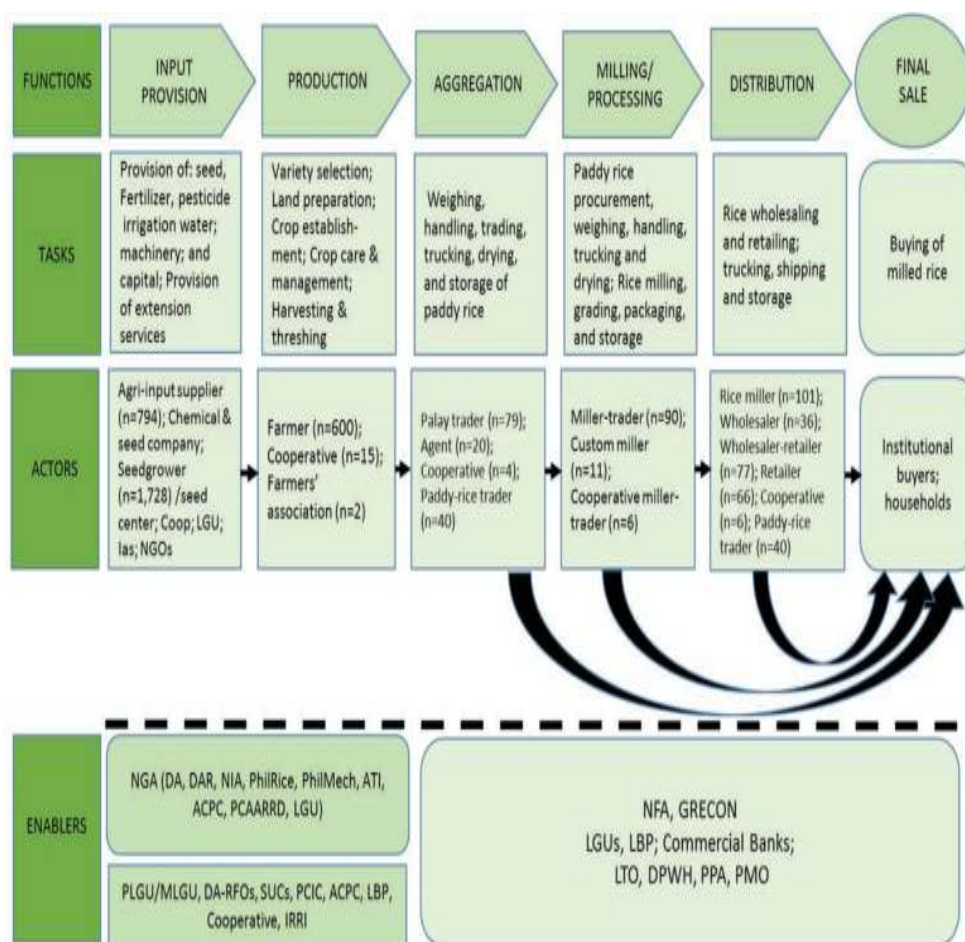 FUNCTIONS
INPUT
PROVISION
PRODUCTION
AGGREGATION
MILLING/
PROCESSING
DISTRIBUTION
FINAL
SALE
TASKS
Provision of: seed,
Fertilizer, pesticide
irrigation water;
machinery; and
capital; Provision
of extension
services
Variety selection;
Land preparation;
Crop establish-
ment; Crop care &
management;
Harvesting &
threshing
Weighing,
handling, trading,
trucking, drying,
and storage of
paddy rice
Paddy rice
procurement,
weighing, handling,
trucking and
drying; Rice milling,
grading, packaging,
and storage
Rice wholesaling
and retailing;
trucking, shipping
and storage
Buying of
milled rice
ACTORS
Agri-input supplier
(n=794); Chemical &
seed company;
Seedgrower
(n=1,728) /seed
center; Coop; LGU;
Ias; NGOs
Farmer (n=600);
Cooperative (n=15);
Farmers'
association (n=2)
Palay trader (n=79);
Agent (n=20);
Cooperative (n=4);
Paddy-rice trader
(n=40)
Miller-trader (n=90);
Custom miller
(n=11);
Cooperative miller-
trader (n=6)
Rice miller (n=101);
Wholesaler (n=36);
Wholesaler-retailer
(n=77); Retailer
(n=66); Cooperative
(n=6); Paddy-rice
trader (n=40)
Institutional
buyers;
households
ENABLERS
NGA (DA, DAR, NIA, PhilRice, PhilMech, ATI,
ACPC, PCAARRD, LGU)
PLGU/MLGU, DA-RFOs, SUCs, PCIC, ACPC, LBP,
Cooperative, IRRI
NFA, GRECON
LGUs, LBP; Commercial Banks;
LTO, DPWH, PPA, PMO